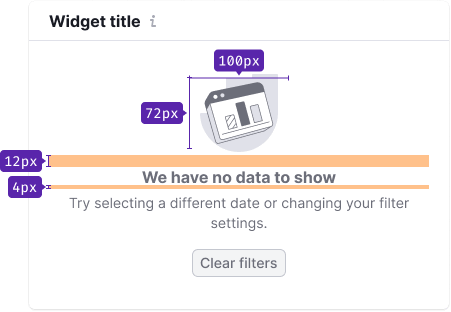 Widget title i
100px
72px
12px
We have no data to show
4px
Try selecting a different date or changing your filter
settings.
Clear filters